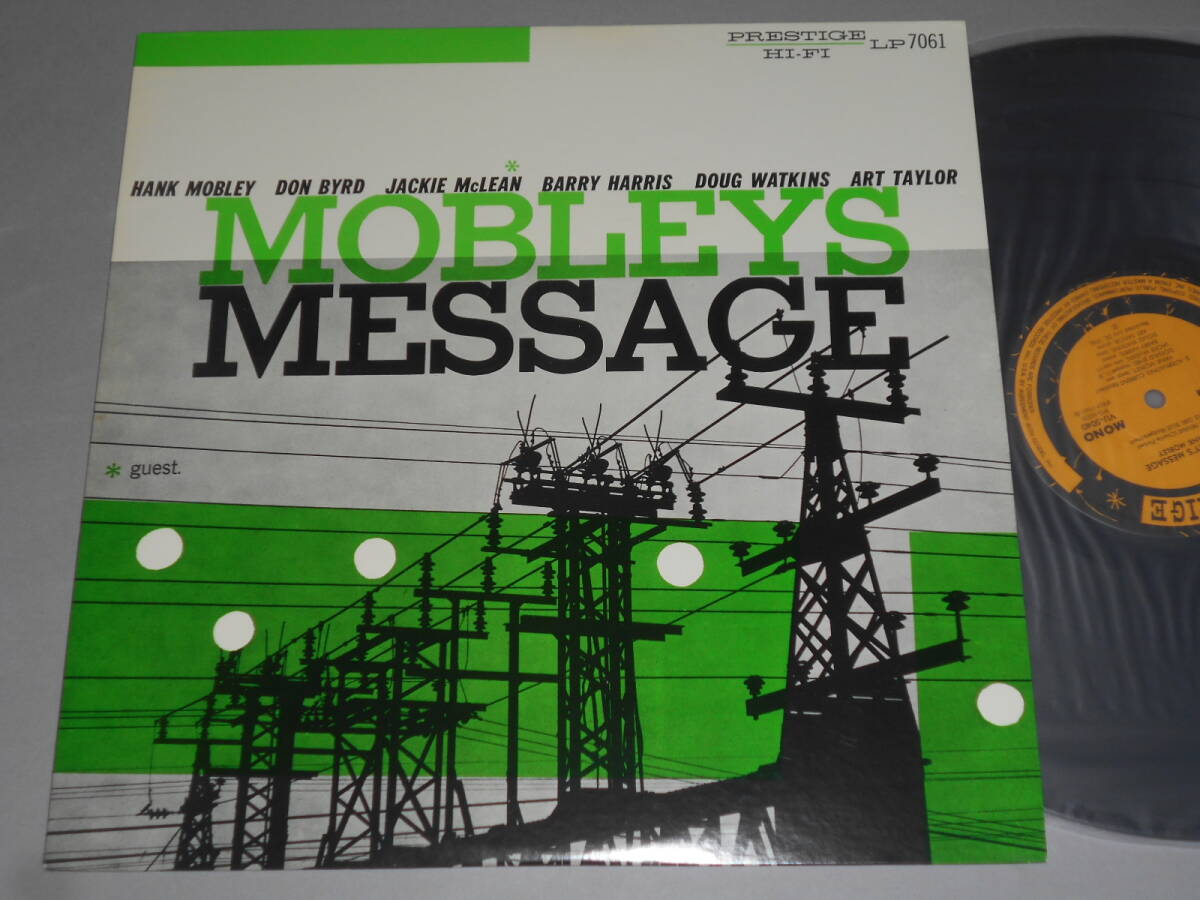 PRESTIGE
HI-FI
LP 7061
*
HANK MOBLEY DON BYRD JACKIE McLEAN BARRY HARRIS DOUG WATKINS ART TAYLOR
MOBLEYS
MESSAGE
* guest.
MONO